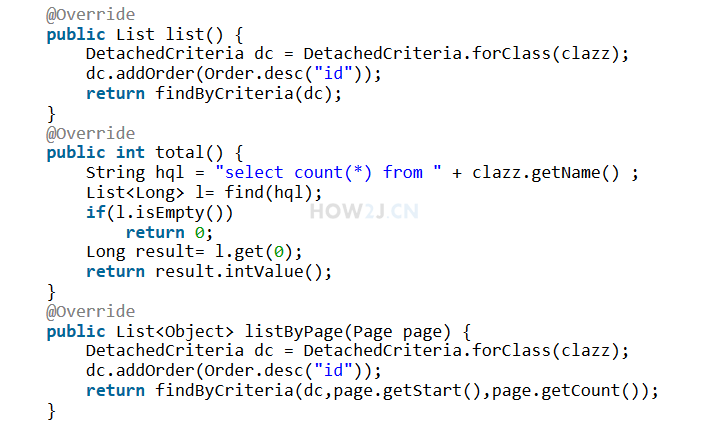 @Override
public List list() {
    DetachedCriteria dc = DetachedCriteria.forClass(clazz);
    dc.addOrder(Order.desc("id"));
    return findByCriteria(dc);
}
@Override
public int total() {
    String hql = "select count(*) from " + clazz.getName() ;
    List<Long> l= find(hql);
    if(l.isEmpty())
        return 0;
    Long result= l.get(0);
    return result.intValue();
}
@Override
public List<Object> listByPage(Page page) {
    DetachedCriteria dc = DetachedCriteria.forClass(clazz);
    dc.addOrder(Order.desc("id"));
    return findByCriteria(dc,page.getStart(),page.getCount());
}
HOW2J.CN